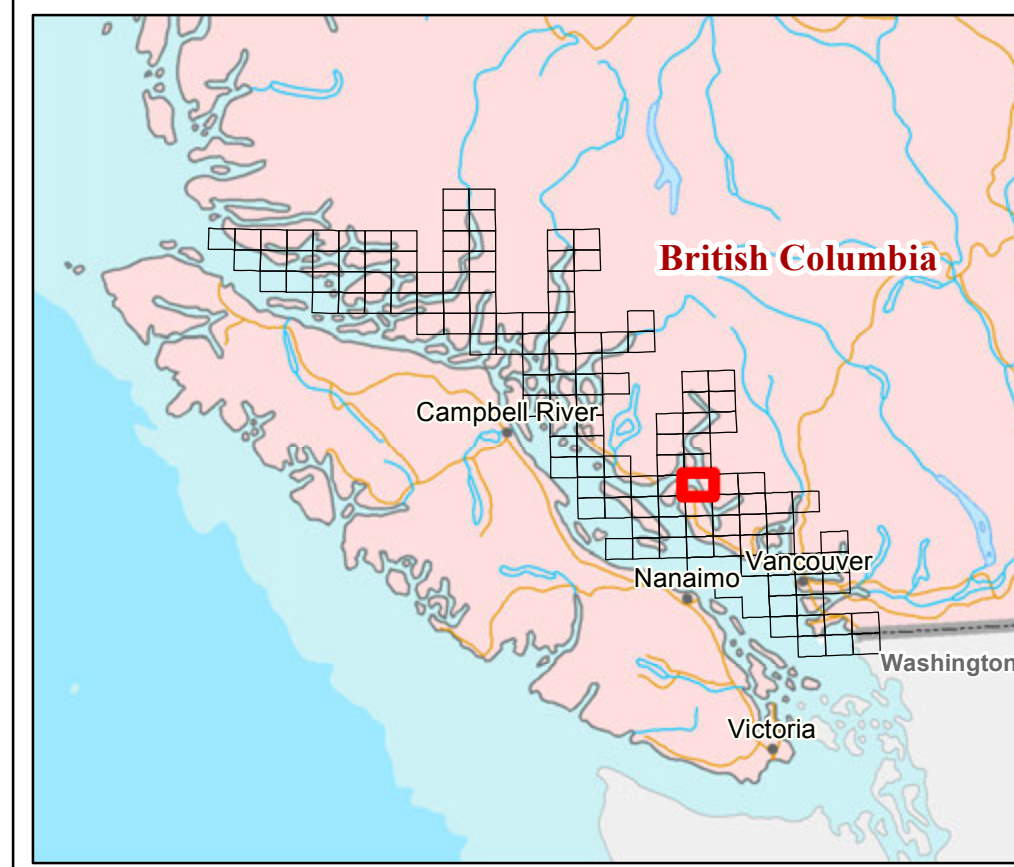 British Columbia
Campbell River
Vancouver
Nanaimo
Washington
Victoria